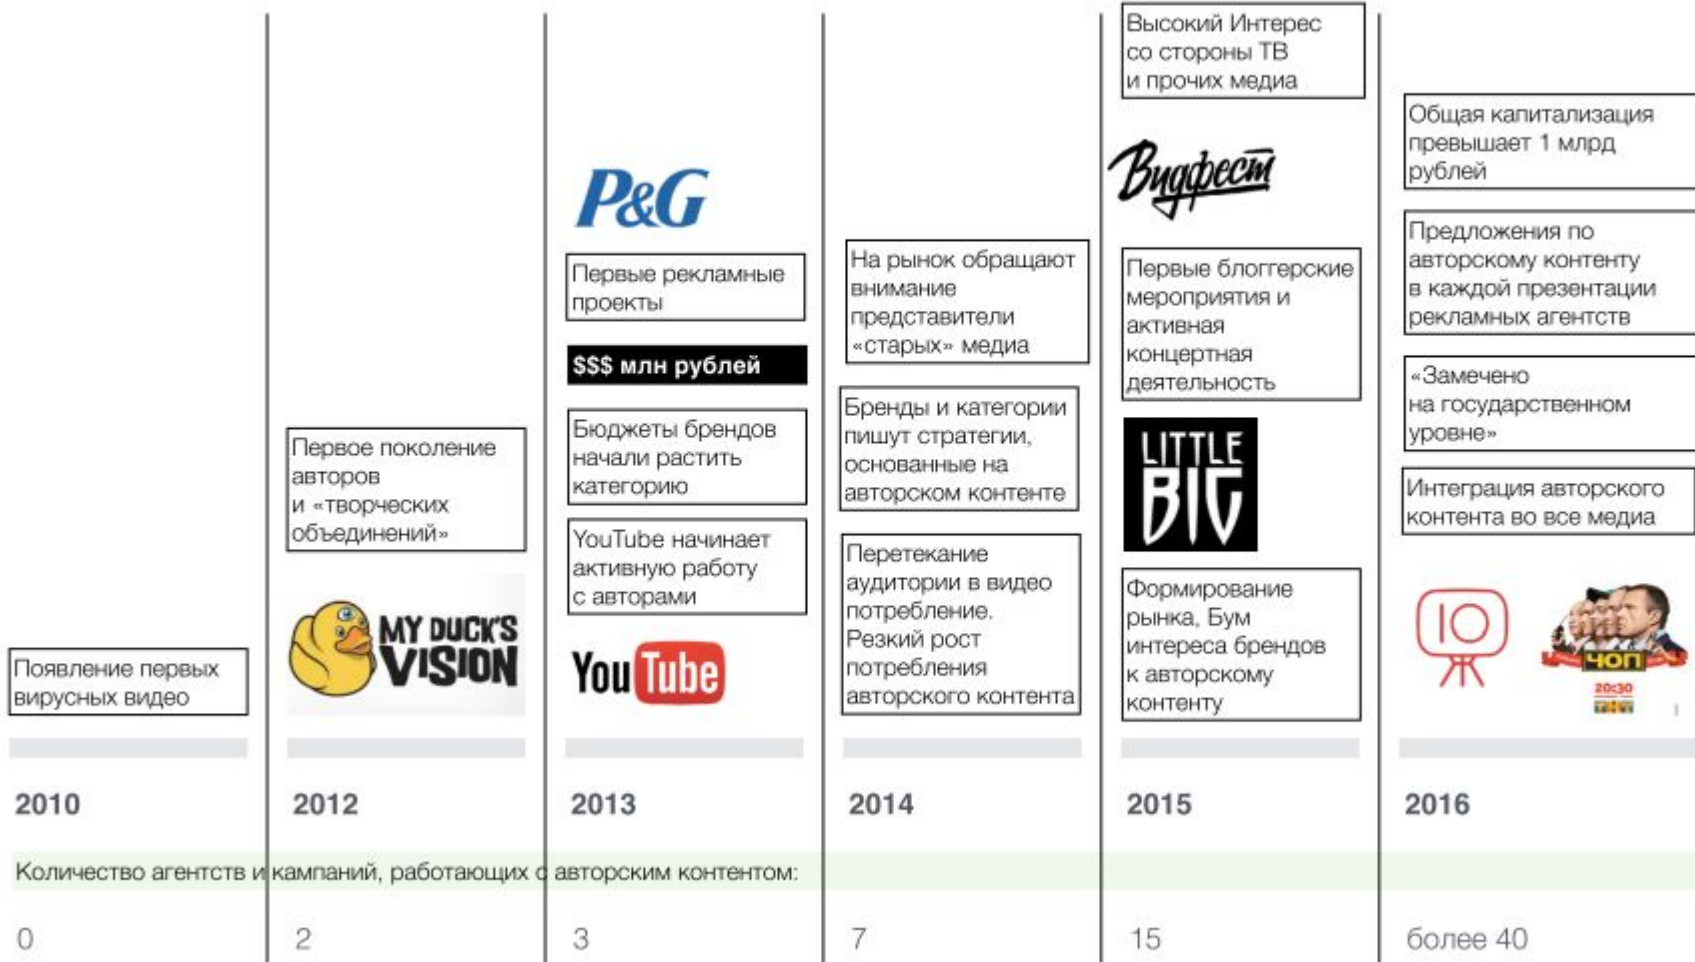 Появление первых
вирусных видео
2010
Первое поколение
авторов
и «творческих
объединений»
MY DUCK'S
VISION
2012
P&G
Первые рекламные
проекты
$$$ млн рублей
Бюджеты брендов
начали растить
категорию
YouTube начинает
активную работу
с авторами
YouTube
2013
На рынок обращают
внимание
представители
«старых» медиа
Бренды и категории
пишут стратегии,
основанные на
авторском контенте
Перетекание
аудитории в видео
потребление.
Резкий рост
потребления
авторского контента
2014
Высокий Интерес
со стороны ТВ
и прочих медиа
Видфест
Первые блоггерские
мероприятия и
активная
концертная
деятельность
LITTLE
BIG
Формирование
рынка, Бум
интереса брендов
к авторскому
контенту
2015
Общая капитализация
превышает 1 млрд
рублей
Предложения по
авторскому контенту
в каждой презентации
рекламных агентств
«Замечено
на государственном
уровне»
Интеграция авторского
контента во все медиа
10
ЧОП
20:30
ТНТ
2016
Количество агентств и кампаний, работающих с авторским контентом:
0
2
3
7
15
более 40